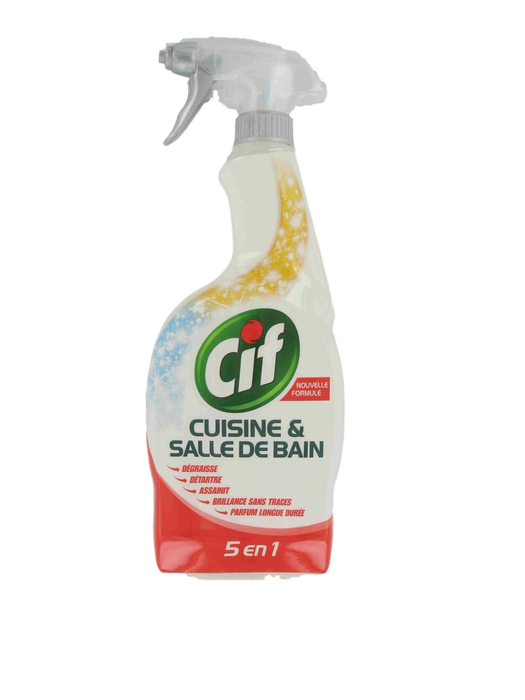 Cif
NOUVELLE
FORMULE
CUISINE &
SALLE DE BAIN
DÉGRAISSE
DÉTARTRE
ASSAINIT
BRILLANCE SANS TRACES
PARFUM LONGUE DURÉE
5 en 1